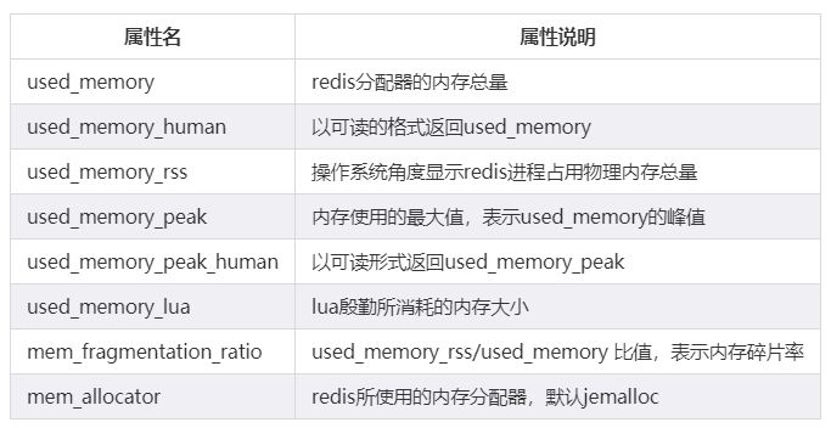 属性名 属性说明
used_memory redis分配器的内存总量
used_memory_human 以可读的格式返回used_memory
used_memory_rss 操作系统角度显示redis进程占用物理内存总量
used_memory_peak 内存使用的最大值，表示used_memory的峰值
used_memory_peak_human 以可读形式返回used_memory_peak
used_memory_lua lua殷勤所消耗的内存大小
mem_fragmentation_ratio used_memory_rss/used_memory 比值，表示内存碎片率
mem_allocator redis所使用的内存分配器，默认jemalloc